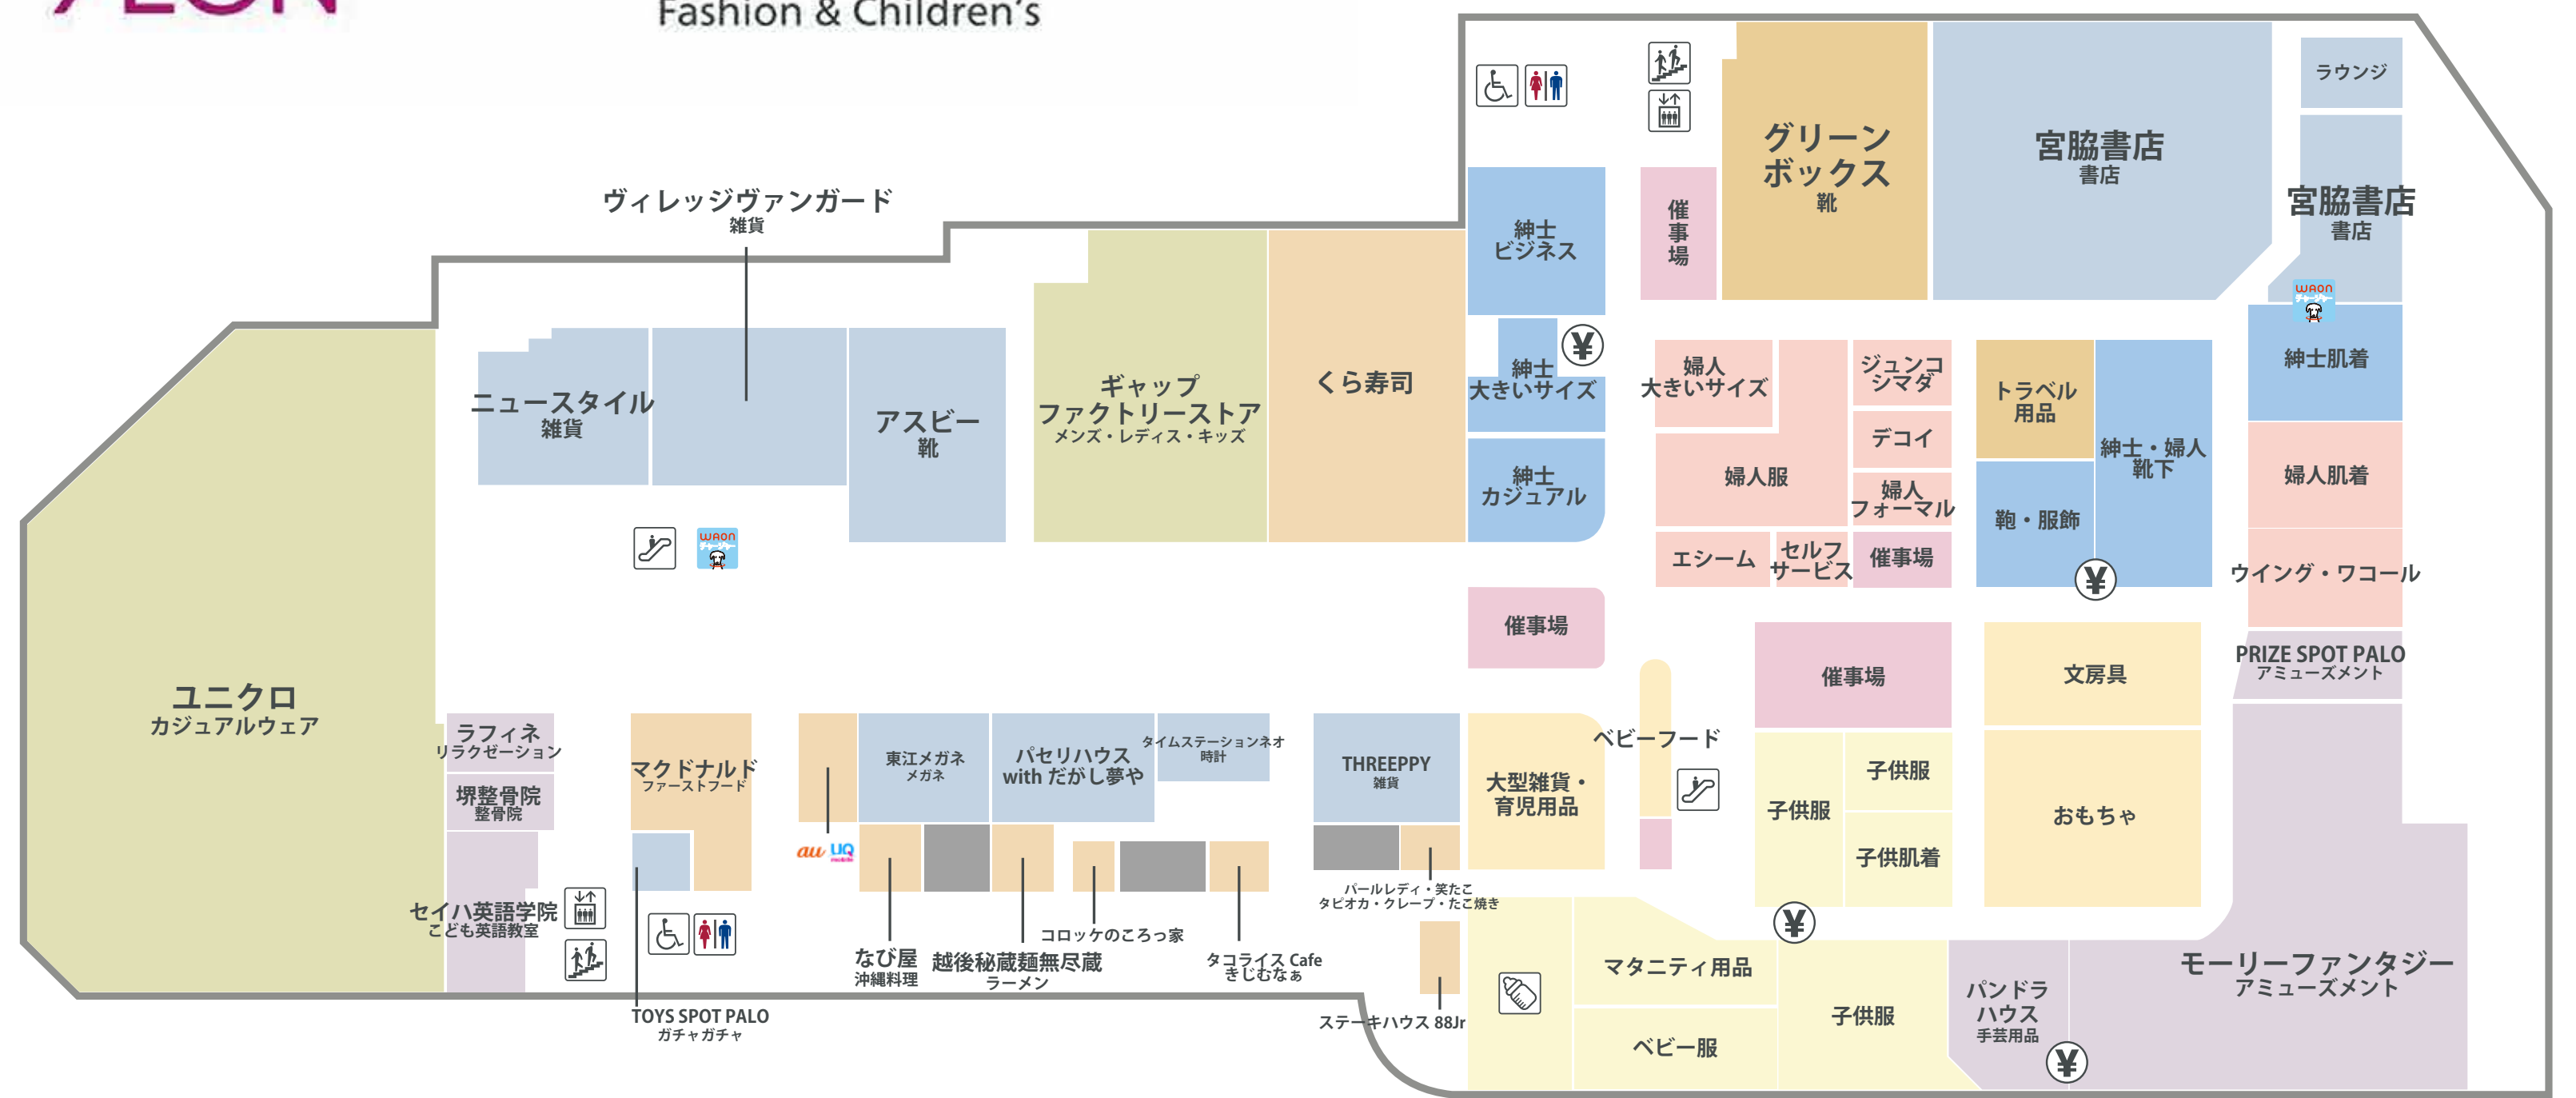 ÆON
Fashion & Children's
ラウンジ
グリーン
ボックス
靴
宮脇書店
書店
宮脇書店
書店
催
事
場
紳士
ビジネス
ヴィレッジヴァンガード
雑貨
WAON
チャージャー
ニュースタイル
雑貨
アスビー
靴
ギャップ
ファクトリーストア
メンズ・レディス・キッズ
くら寿司
¥
紳士
大きいサイズ
紳士
カジュアル
婦人
大きいサイズ
ジュンコ
シマダ
デコイ
婦人服
婦人
フォーマル
エシーム
セルフ
サービス
催事場
トラベル
用品
紳士・婦人
靴下
鞄・服飾
¥
紳士肌着
婦人肌着
ウイング・ワコール
WAON
チャージャー
催事場
催事場
文房具
PRIZE SPOT PALO
アミューズメント
ユニクロ
カジュアルウェア
ラフィネ
リラクゼーション
堺整骨院
整骨院
セイハ英語学院
こども英語教室
マクドナルド
ファーストフード
東江メガネ
メガネ
パセリハウス
with だがし夢や
タイムステーションネオ
時計
THREEPPY
雑貨
大型雑貨・
育児用品
ベビーフード
子供服
子供服
子供肌着
おもちゃ
au UQ
mobile
なび屋
沖縄料理
越後秘蔵麺無尽蔵
ラーメン
コロッケのころっ家
タコライス Cafe
きじむなぁ
パールレディ・笑たこ
タピオカ・クレープ・たこ焼き
ステーキハウス 88Jr
TOYS SPOT PALO
ガチャガチャ
¥
マタニティ用品
ベビー服
子供服
パンドラ
ハウス
手芸用品
¥
モーリーファンタジー
アミューズメント